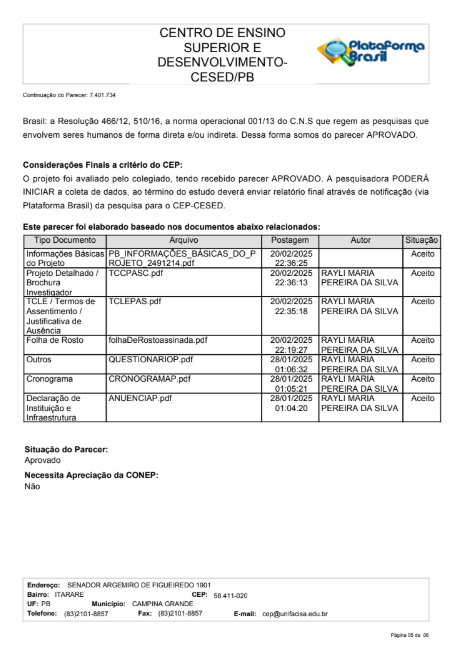 CENTRO DE ENSINO
SUPERIOR E
DESENVOLVIMENTO-
CESED/PB
Plataforma
Brasil
Continuação do Parecer: 7.401.734
Brasil: a Resolução 466/12, 510/16, a norma operacional 001/13 do C.N.S que regem as pesquisas que
envolvem seres humanos de forma direta e/ou indireta. Dessa forma somos do parecer APROVADO.
Considerações Finais a critério do CEP:
O projeto foi avaliado pelo colegiado, tendo recebido parecer APROVADO. A pesquisadora PODERÁ
INICIAR a coleta de dados, ao término do estudo deverá enviar relatório final através de notificação (via
Plataforma Brasil) da pesquisa para o CEP-CESED.
Este parecer foi elaborado baseado nos documentos abaixo relacionados:
Tipo Documento Arquivo Postagem Autor Situação
Informações Básicas PB_INFORMAÇÕES_BÁSICAS_DO_P 20/02/2025 Aceito
do Projeto ROJETO_2491214.pdf 22:36:25
Projeto Detalhado / TCCPASC.pdf 20/02/2025 RAYLI MARIA Aceito
Brochura 22:36:13 PEREIRA DA SILVA
Investigador
TCLE / Termos de TCLEPAS.pdf 20/02/2025 RAYLI MARIA Aceito
Assentimento / 22:35:18 PEREIRA DA SILVA
Justificativa de
Ausência
Folha de Rosto folhaDeRostoassinada.pdf 20/02/2025 RAYLI MARIA Aceito
22:19:27 PEREIRA DA SILVA
Outros QUESTIONARIOP.pdf 28/01/2025 RAYLI MARIA Aceito
01:06:32 PEREIRA DA SILVA
Cronograma CRONOGRAMAP.pdf 28/01/2025 RAYLI MARIA Aceito
01:05:21 PEREIRA DA SILVA
Declaração de ANUENCIAP.pdf 28/01/2025 RAYLI MARIA Aceito
Instituição e 01:04:20 PEREIRA DA SILVA
Infraestrutura
Situação do Parecer:
Aprovado
Necessita Apreciação da CONEP:
Não
Endereço: SENADOR ARGEMIRO DE FIGUEIREDO 1901
Bairro: ITARARE CEP: 58.411-020
UF: PB Município: CAMPINA GRANDE
Telefone: (83)2101-8857 Fax: (83)2101-8857 E-mail: cep@unifacisa.edu.br
Página 05 de 06